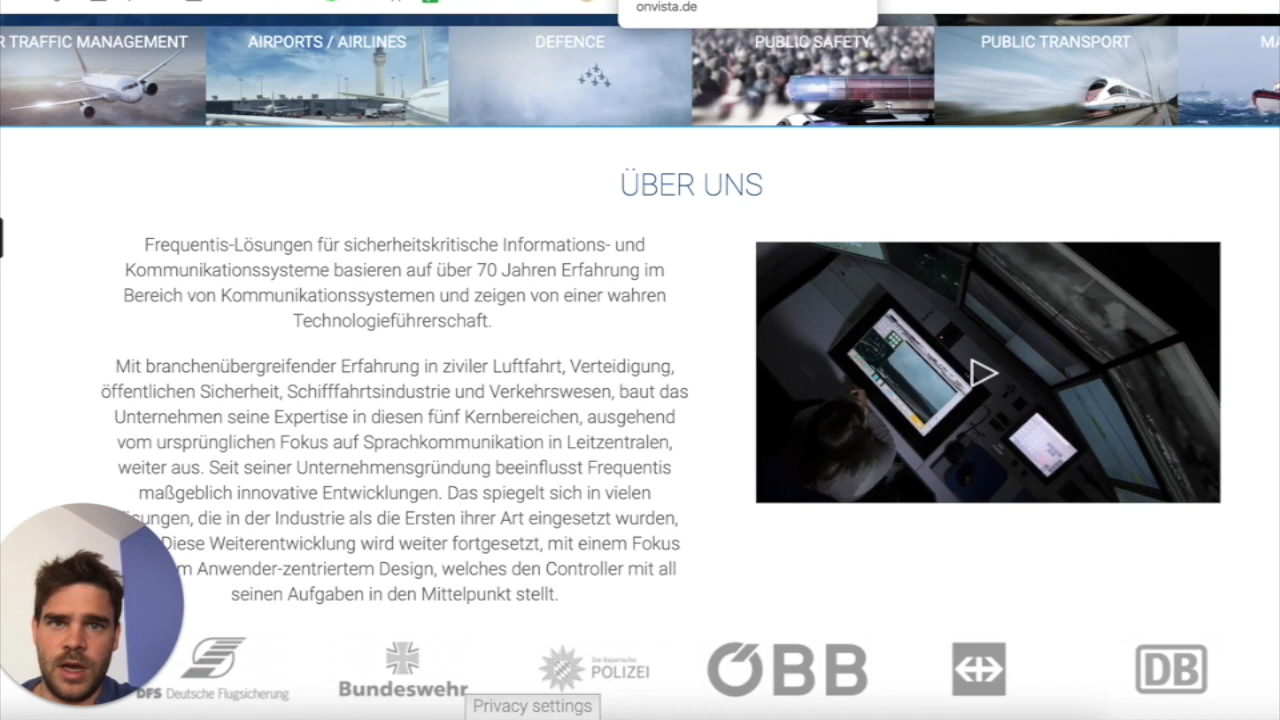 onvista.de
R TRAFFIC MANAGEMENT
AIRPORTS / AIRLINES
DEFENCE
PUBLIC SAFETY
PUBLIC TRANSPORT
MA
ÜBER UNS
Frequentis-Lösungen für sicherheitskritische Informations- und
Kommunikationssysteme basieren auf über 70 Jahren Erfahrung im
Bereich von Kommunikationssystemen und zeigen von einer wahren
Technologieführerschaft.
Mit branchenübergreifender Erfahrung in ziviler Luftfahrt, Verteidigung,
öffentlichen Sicherheit, Schifffahrtsindustrie und Verkehrswesen, baut das
Unternehmen seine Expertise in diesen fünf Kernbereichen, ausgehend
vom ursprünglichen Fokus auf Sprachkommunikation in Leitzentralen,
weiter aus. Seit seiner Unternehmensgründung beeinflusst Frequentis
maßgeblich innovative Entwicklungen. Das spiegelt sich in vielen
sungen, die in der Industrie als die Ersten ihrer Art eingesetzt wurden,
Diese Weiterentwicklung wird weiter fortgesetzt, mit einem Fokus
m Anwender-zentriertem Design, welches den Controller mit all
seinen Aufgaben in den Mittelpunkt stellt.
DFS Deutsche Flugsicherung
Bundeswehr
Die Bayerische
POLIZEI
ÖBB
DB
Privacy settings